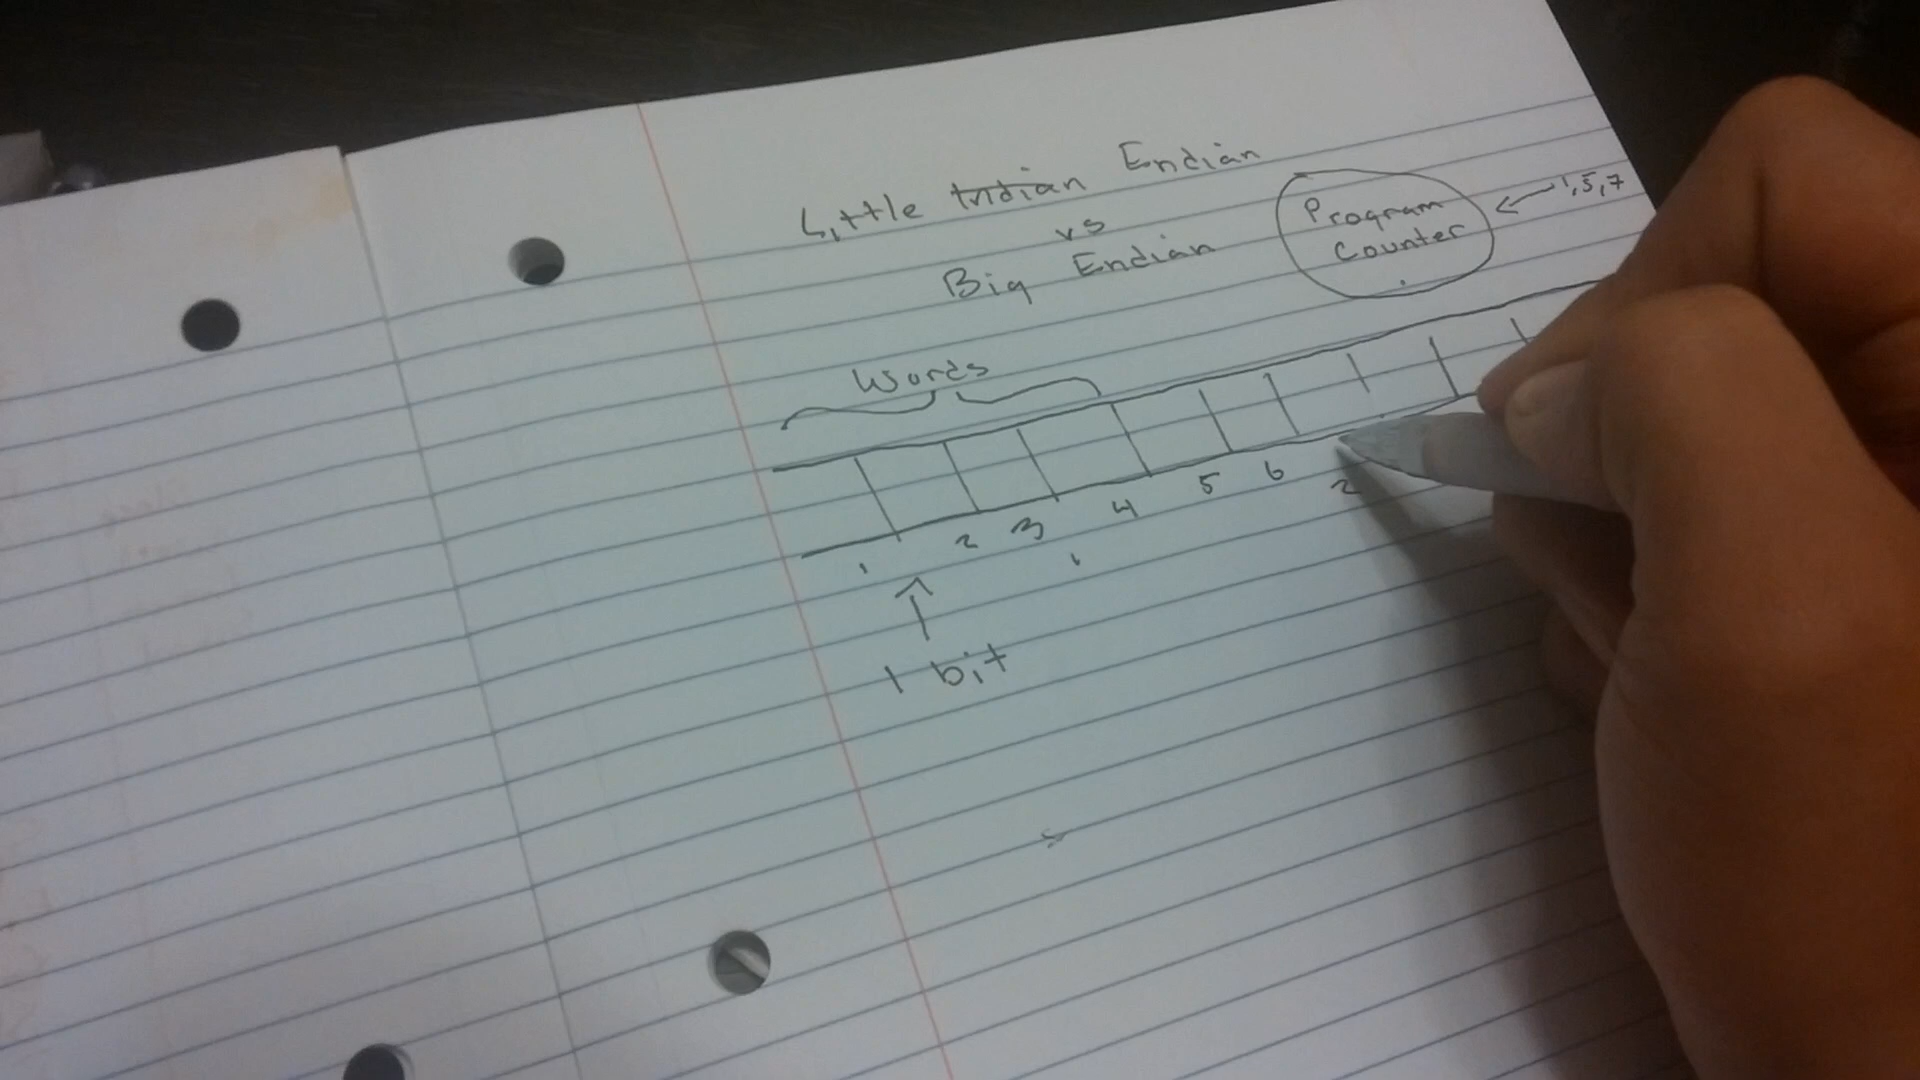 Little Indian Endian
vs
Big Endian
Program
Counter
1,5,7
Words
1 2 3 4 5 6 2
1 bit